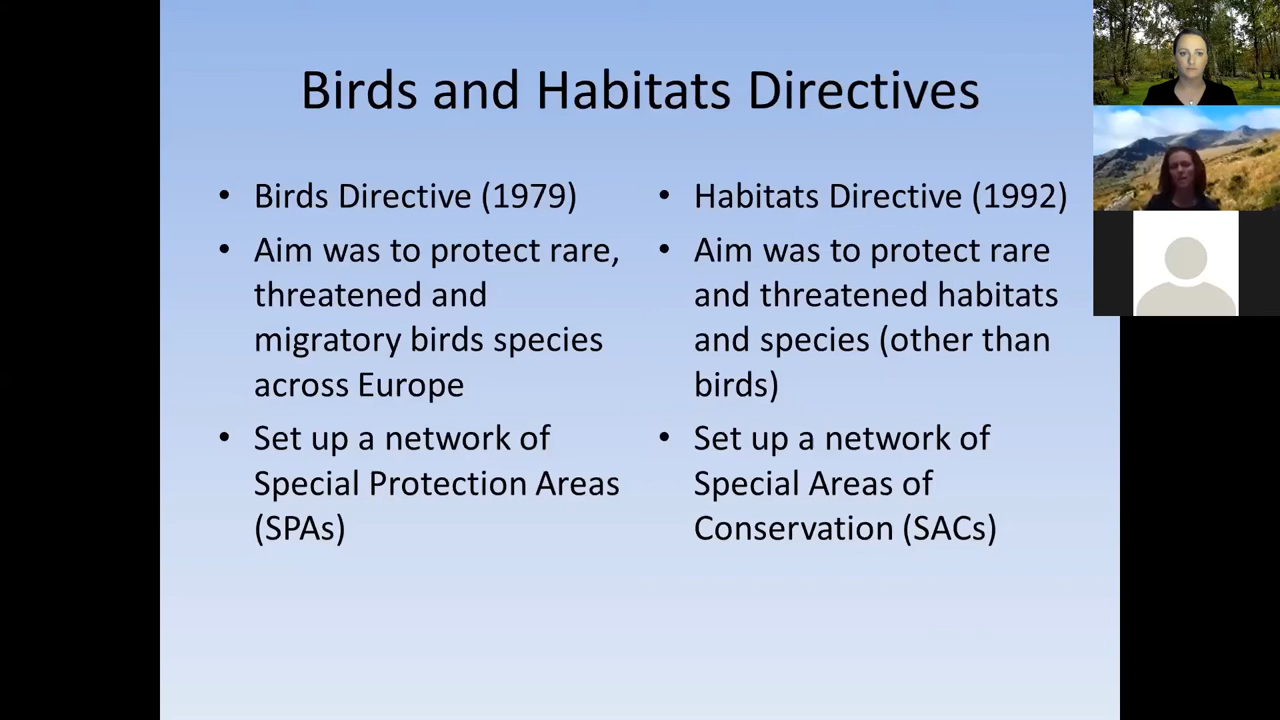 Birds and Habitats Directives
• Birds Directive (1979)
• Aim was to protect rare,
threatened and
migratory birds species
across Europe
• Set up a network of
Special Protection Areas
(SPAs)
• Habitats Directive (1992)
• Aim was to protect rare
and threatened habitats
and species (other than
birds)
• Set up a network of
Special Areas of
Conservation (SACs)